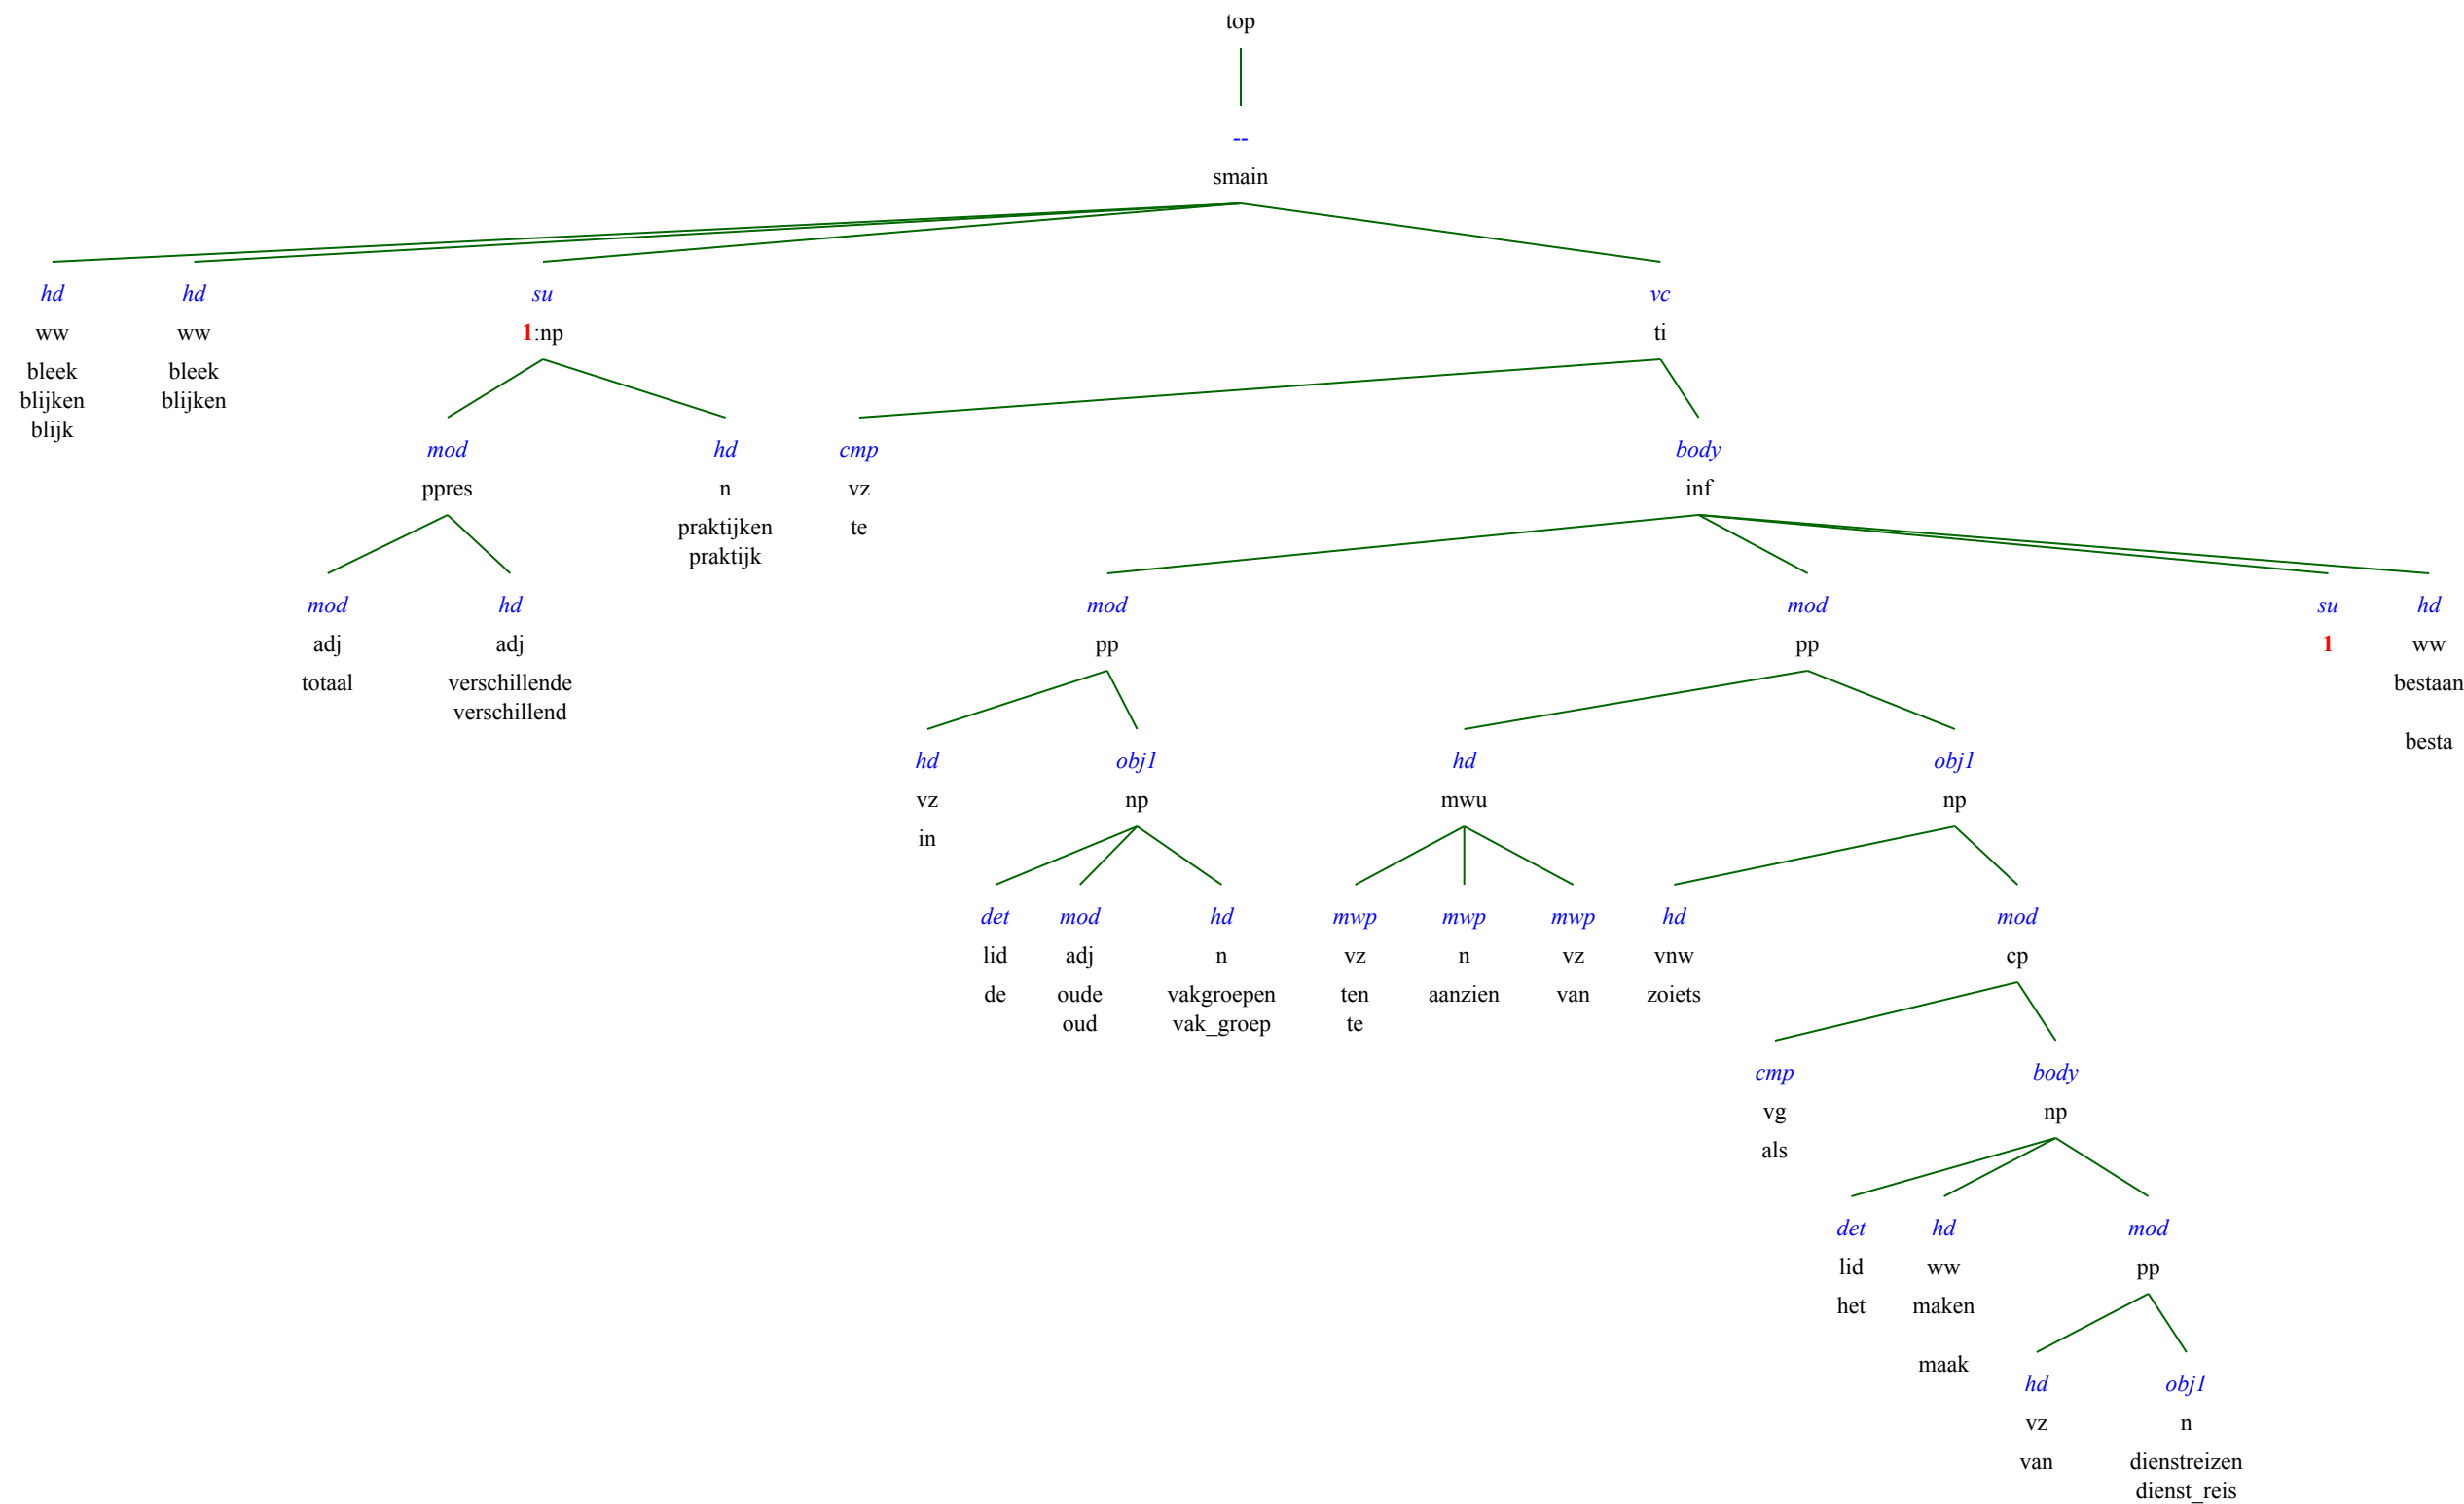 top
--
smain
hd hd su vc
ww ww 1:np ti
bleek bleek
blijken blijken
blijk
mod hd cmp body
ppres n vz inf
praktijken te
praktijk
mod hd mod mod su hd
adj adj pp pp 1 ww
totaal verschillende bestaan
verschillend
besta
hd obj1 hd obj1
vz np mwu np
in
det mod hd mwp mwp mwp hd mod
lid adj n vz n vz vnw cp
de oude vakgroepen ten aanzien van zoiets
oud vak_groep te
cmp body
vg np
als
det hd mod
lid ww pp
het maken
maak
hd obj1
vz n
van dienstreizen
dienst_reis